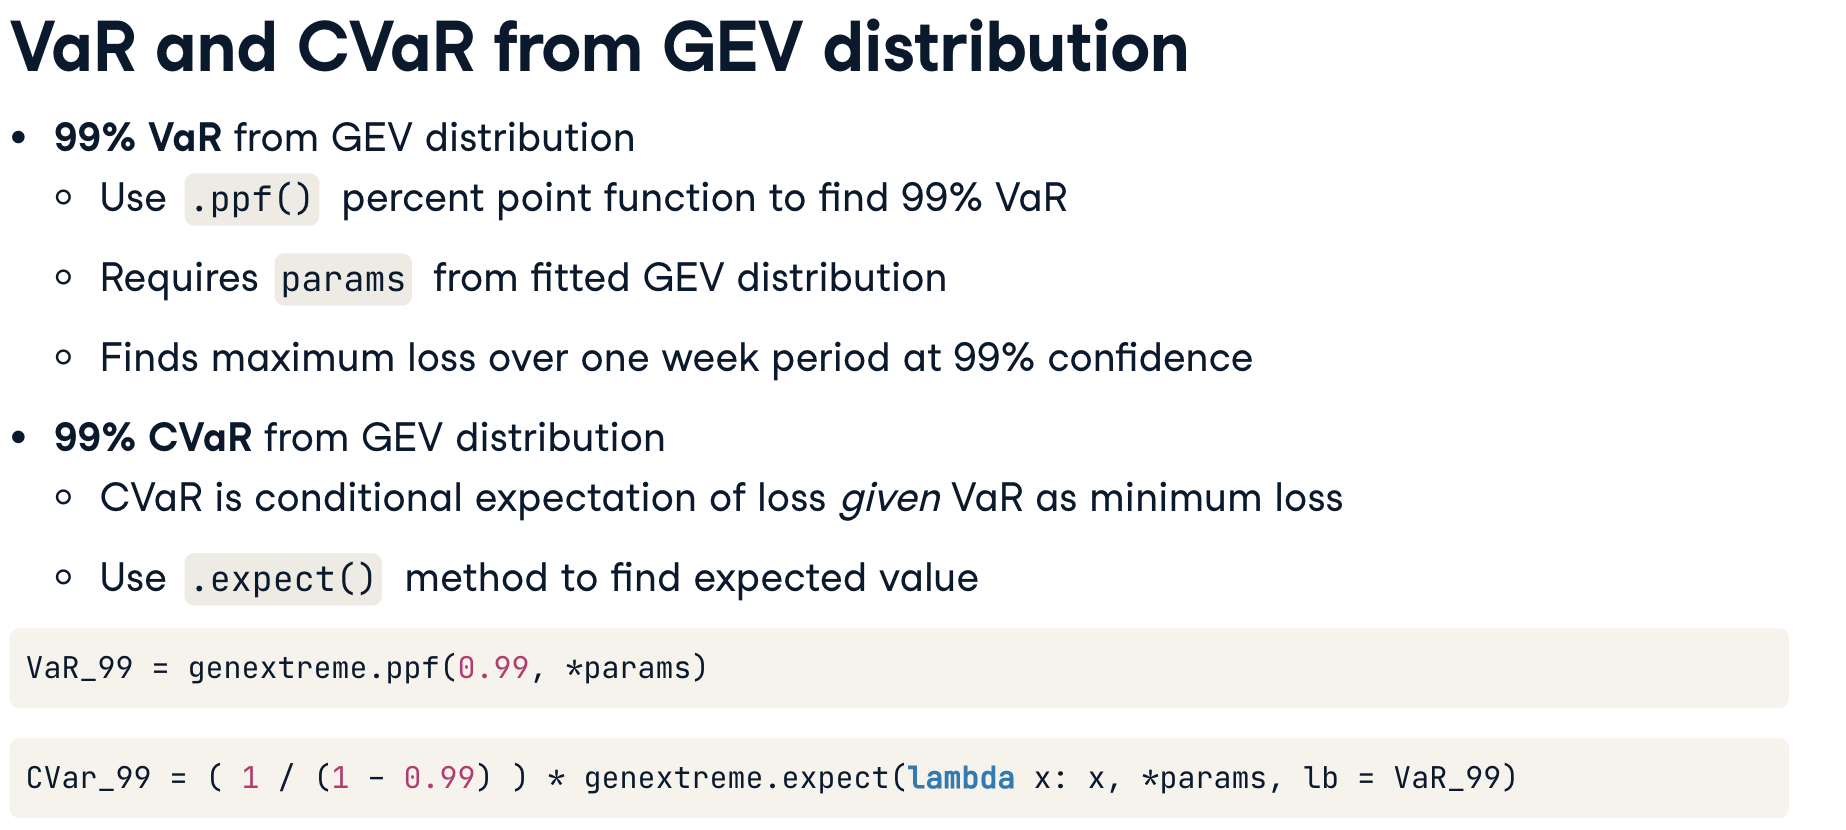 VaR and CVaR from GEV distribution
• 99% VaR from GEV distribution
○ Use .ppf() percent point function to find 99% VaR
○ Requires params from fitted GEV distribution
○ Finds maximum loss over one week period at 99% confidence
• 99% CVaR from GEV distribution
○ CVaR is conditional expectation of loss given VaR as minimum loss
○ Use .expect() method to find expected value
VaR_99 = genextreme.ppf(0.99, *params)
CVar_99 = ( 1 / (1 - 0.99) ) * genextreme.expect(lambda x: x, *params, lb = VaR_99)